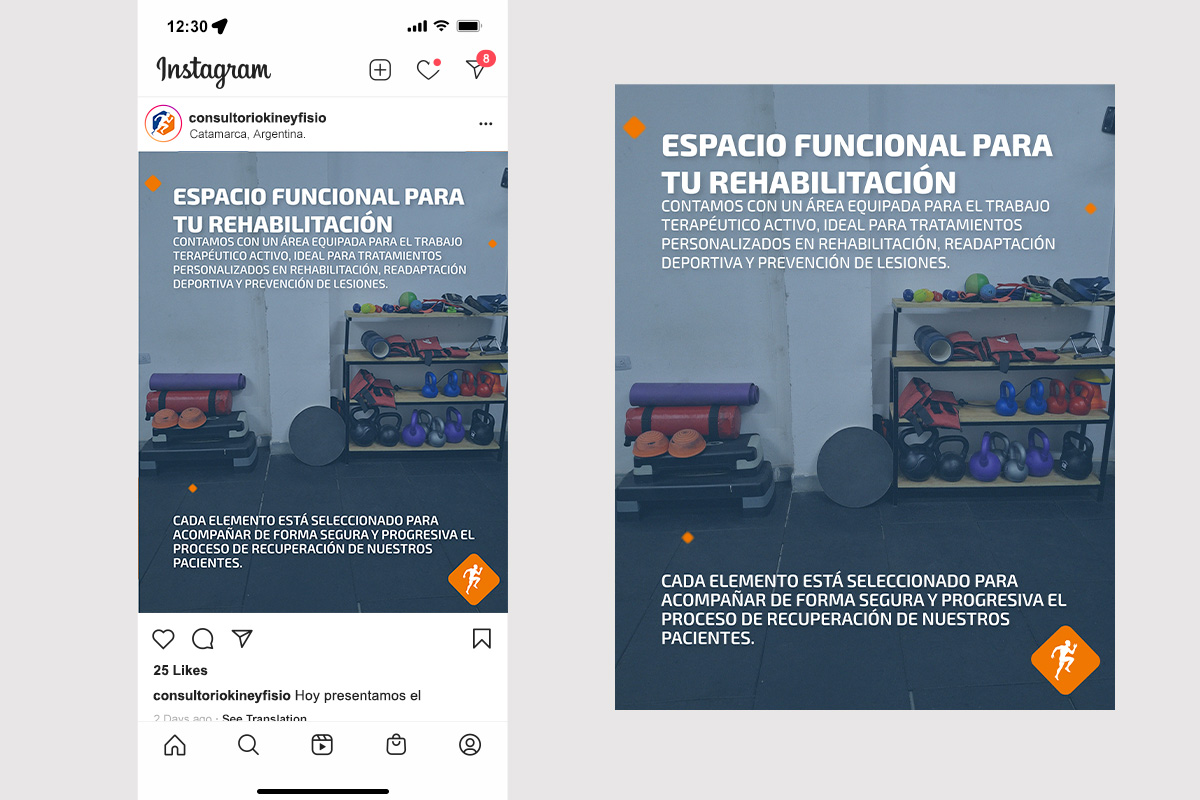 12:30
Instagram
8
consultoriokineyfisio
Catamarca, Argentina.
ESPACIO FUNCIONAL PARA
TU REHABILITACIÓN
CONTAMOS CON UN ÁREA EQUIPADA PARA EL TRABAJO
TERAPÉUTICO ACTIVO, IDEAL PARA TRATAMIENTOS
PERSONALIZADOS EN REHABILITACIÓN, READAPTACIÓN
DEPORTIVA Y PREVENCIÓN DE LESIONES.
CADA ELEMENTO ESTÁ SELECCIONADO PARA
ACOMPAÑAR DE FORMA SEGURA Y PROGRESIVA EL
PROCESO DE RECUPERACIÓN DE NUESTROS
PACIENTES.
25 Likes
consultoriokineyfisio Hoy presentamos el
2 Days ago · See Translation
ESPACIO FUNCIONAL PARA
TU REHABILITACIÓN
CONTAMOS CON UN ÁREA EQUIPADA PARA EL TRABAJO
TERAPÉUTICO ACTIVO, IDEAL PARA TRATAMIENTOS
PERSONALIZADOS EN REHABILITACIÓN, READAPTACIÓN
DEPORTIVA Y PREVENCIÓN DE LESIONES.
CADA ELEMENTO ESTÁ SELECCIONADO PARA
ACOMPAÑAR DE FORMA SEGURA Y PROGRESIVA EL
PROCESO DE RECUPERACIÓN DE NUESTROS
PACIENTES.